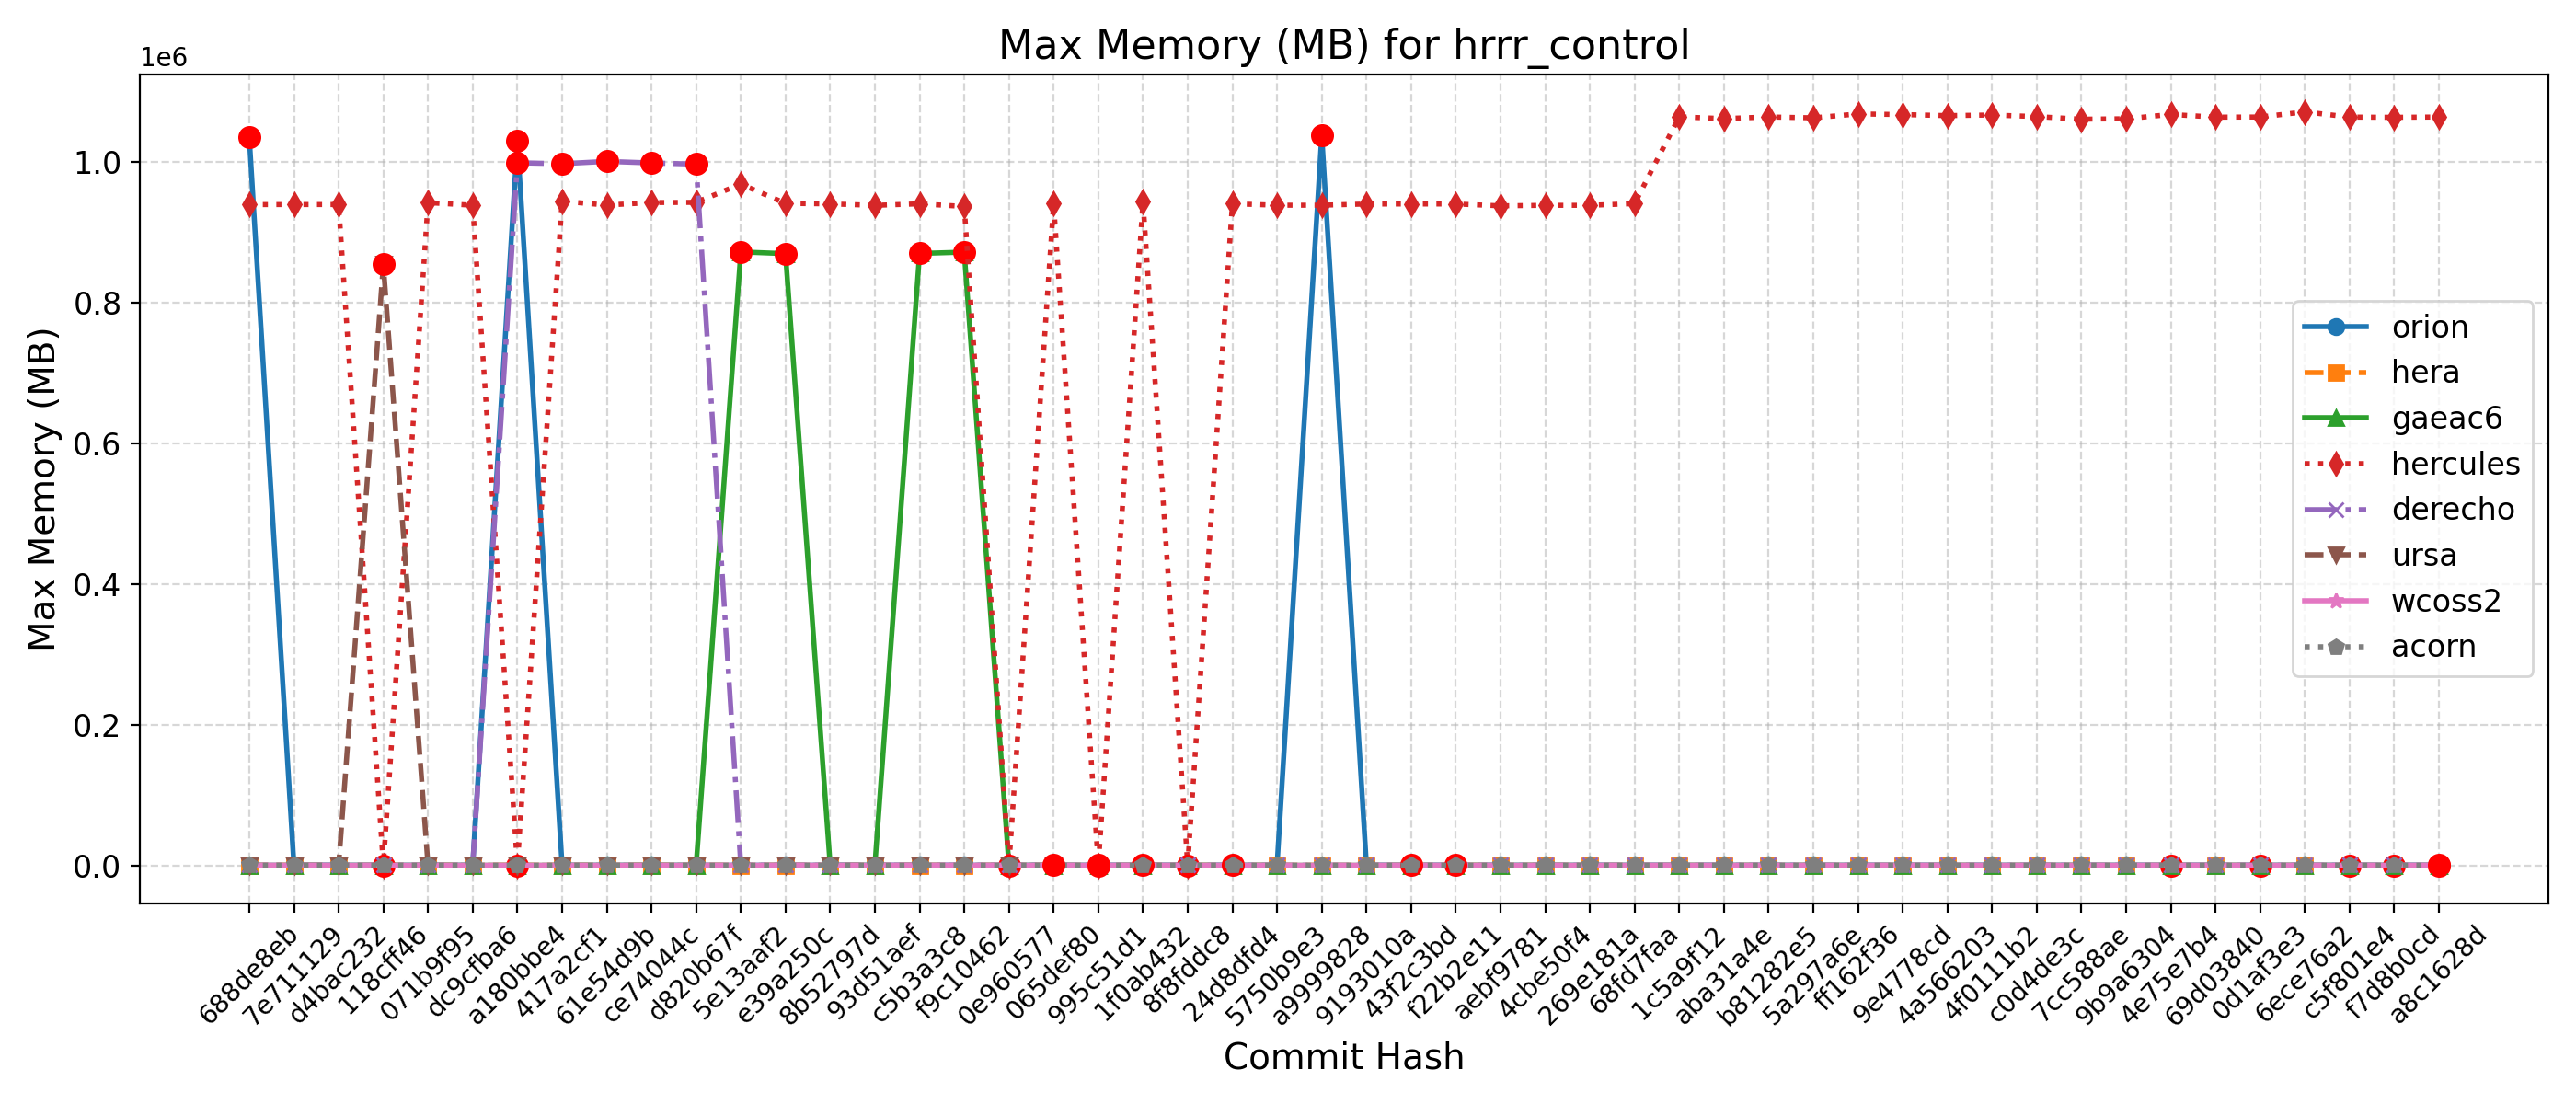 Max Memory (MB) for hrrr_control
1e6
1.0
0.8
0.6
0.4
0.2
0.0
Max Memory (MB)
orion
hera
gaeac6
hercules
derecho
ursa
wcoss2
acorn
688de8eb
7e711129
d4bac232
118cff46
071b9f95
dc9cfba6
a180bbe4
417a2cf1
61e54d9b
ce74044c
d820b67f
5e13aaf2
e39a250c
8b52797d
93d51aef
c5b3a3c8
f9c10462
0e960577
065def80
995c51d1
1f0ab432
8f8fddc8
24d8dfd4
5750b9e3
a9999828
9193010a
43f2c3bd
f22b2e11
aebf9781
4cbe50f4
269e181a
68fd7faa
1c5a9f12
aba31a4e
b81282e5
5a297a6e
ff162f36
9e4778cd
4a566203
4f0111b2
c0d4de3c
7cc588ae
9b9a6304
4e75e7b4
69d03840
0d1af3e3
6ece76a2
c5f801e4
f7d8b0cd
a8c1628d
Commit Hash